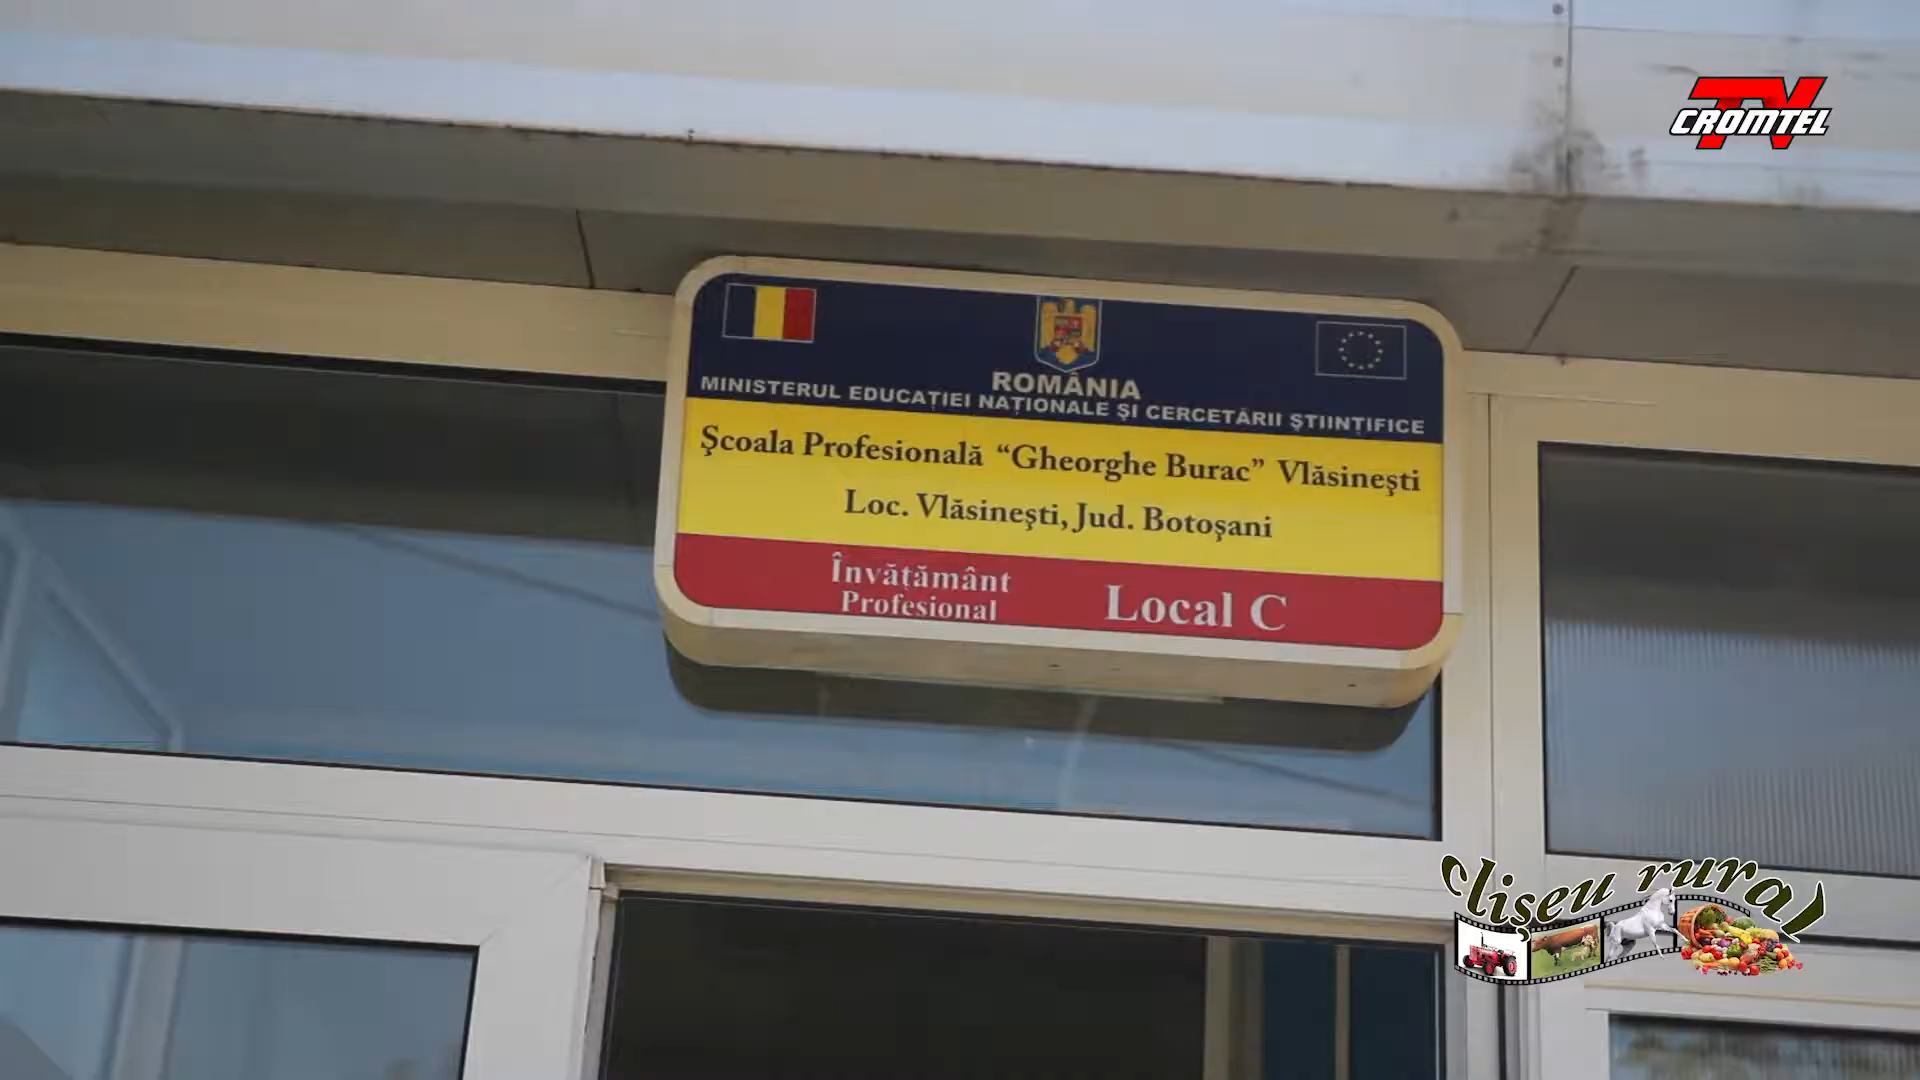 TV
CROMTEL
ROMÂNIA
MINISTERUL EDUCAȚIEI NAȚIONALE ȘI CERCETĂRII ȘTIINȚIFICE
Școala Profesională “Gheorghe Burac” Vlăsinești
Loc. Vlăsinești, Jud. Botoșani
Învățământ
Profesional
Local C
Clișeu rural